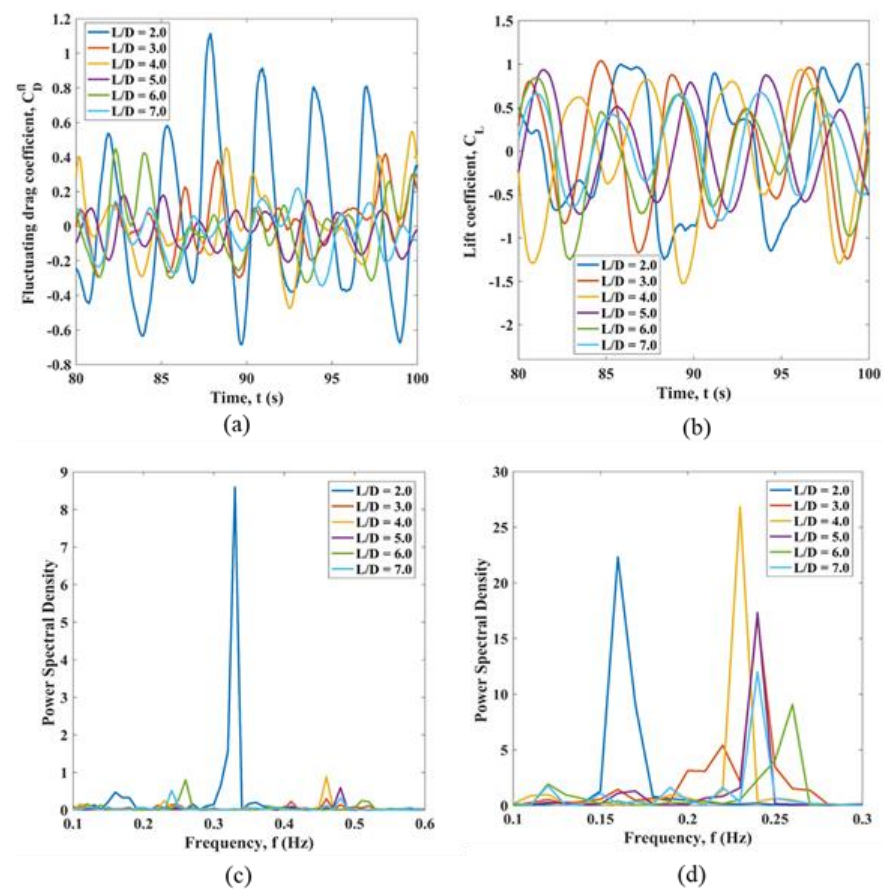 1.2
1
0.8
0.6
0.4
0.2
0
-0.2
-0.4
-0.6
-0.8
Fluctuating drag coefficient, C_D^fl
L/D = 2.0
L/D = 3.0
L/D = 4.0
L/D = 5.0
L/D = 6.0
L/D = 7.0
80 85 90 95 100
Time, t (s)
(a)
1.5
1
0.5
0
-0.5
-1
-1.5
-2
Lift coefficient, C_L
L/D = 2.0
L/D = 3.0
L/D = 4.0
L/D = 5.0
L/D = 6.0
L/D = 7.0
80 85 90 95 100
Time, t (s)
(b)
9
8
7
6
5
4
3
2
1
0
Power Spectral Density
L/D = 2.0
L/D = 3.0
L/D = 4.0
L/D = 5.0
L/D = 6.0
L/D = 7.0
0.1 0.2 0.3 0.4 0.5 0.6
Frequency, f (Hz)
(c)
30
25
20
15
10
5
0
Power Spectral Density
L/D = 2.0
L/D = 3.0
L/D = 4.0
L/D = 5.0
L/D = 6.0
L/D = 7.0
0.1 0.15 0.2 0.25 0.3
Frequency, f (Hz)
(d)